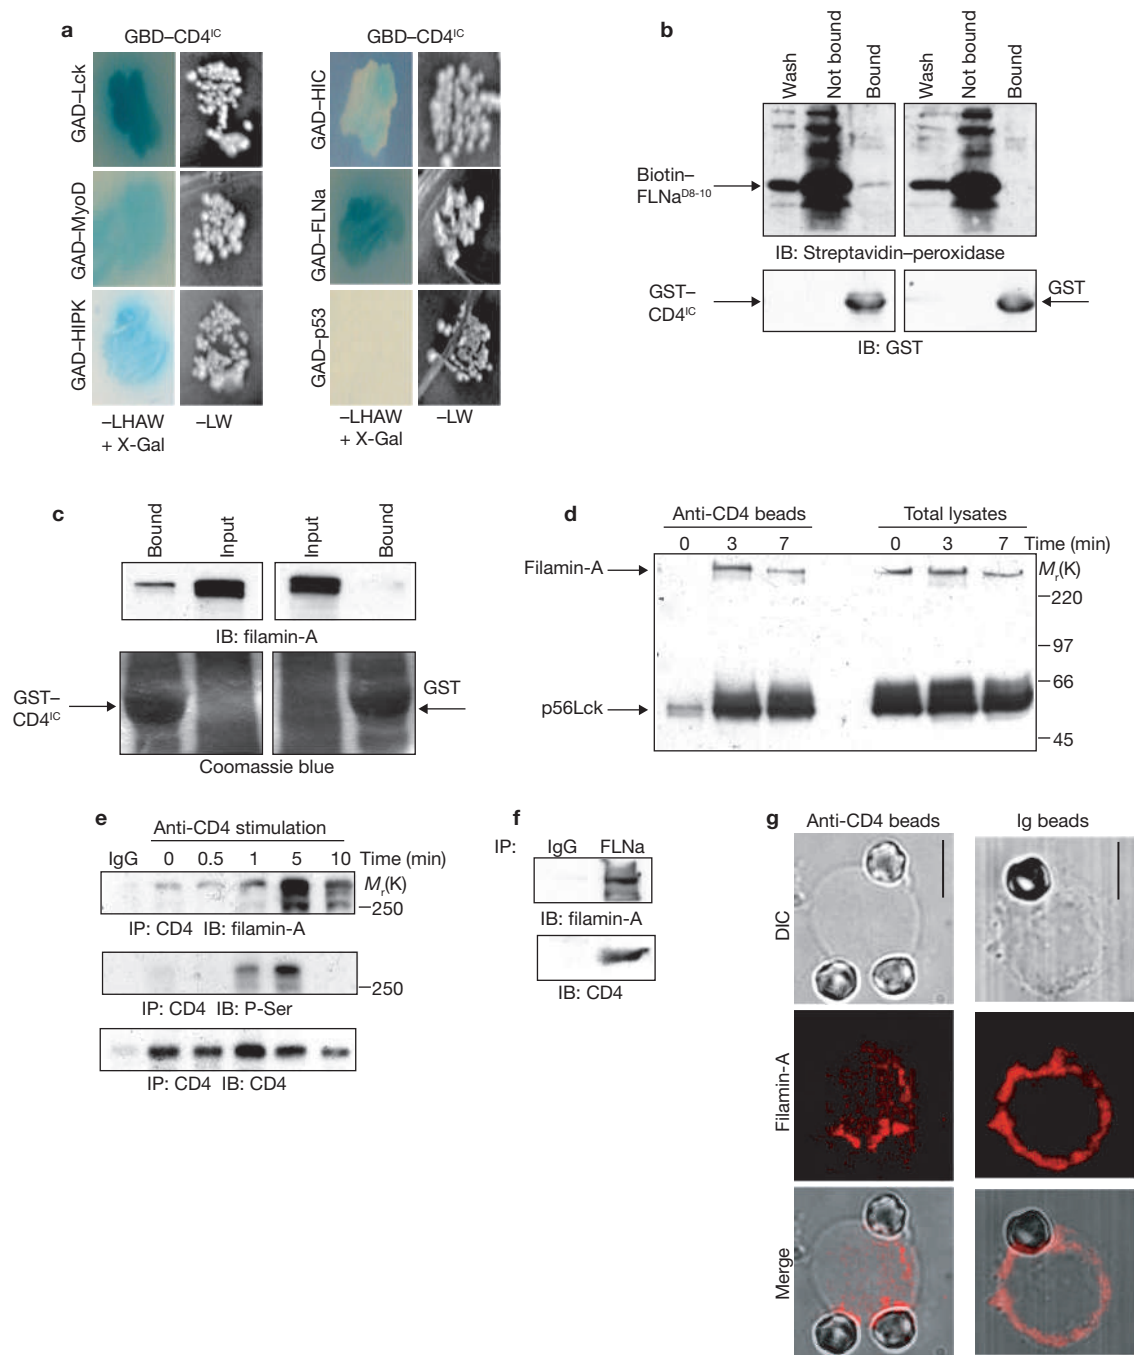 a
GBD–CD4IC
GBD–CD4IC
GAD–Lck
GAD–MyoD
GAD–HIPK
GAD–HIC
GAD–FLNa
GAD–p53
–LHAW + X-Gal
–LW
–LHAW + X-Gal
–LW
b
Wash
Not bound
Bound
Wash
Not bound
Bound
Biotin–
FLNaD8-10
IB: Streptavidin–peroxidase
GST–
CD4IC
GST
IB: GST
c
Bound
Input
Input
Bound
IB: filamin-A
GST–
CD4IC
GST
Coomassie blue
d
Anti-CD4 beads
Total lysates
0 3 7 0 3 7 Time (min)
Filamin-A
Mr(K)
220
97
66
p56Lck
45
e
Anti-CD4 stimulation
IgG 0 0.5 1 5 10 Time (min)
Mr(K)
250
IP: CD4 IB: filamin-A
250
IP: CD4 IB: P-Ser
IP: CD4 IB: CD4
f
IP: IgG FLNa
IB: filamin-A
IB: CD4
g
Anti-CD4 beads
Ig beads
DIC
Filamin-A
Merge